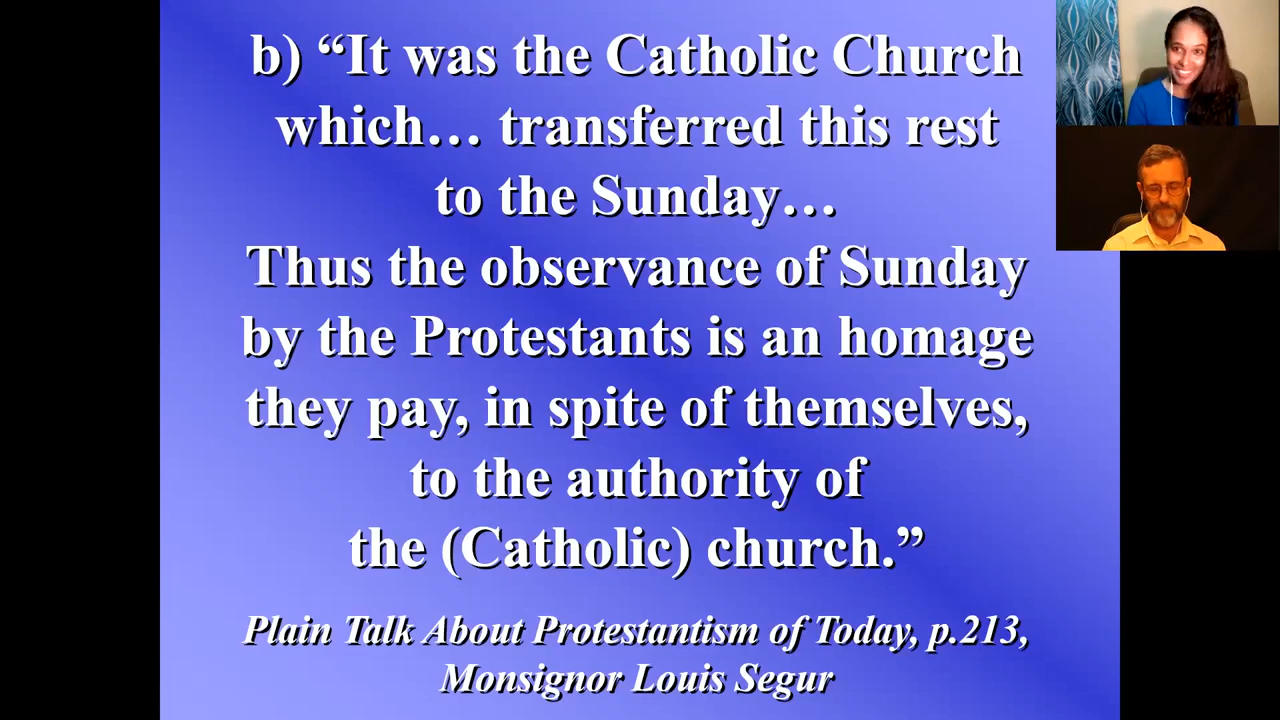 b) “It was the Catholic Church
which… transferred this rest
to the Sunday…
Thus the observance of Sunday
by the Protestants is an homage
they pay, in spite of themselves,
to the authority of
the (Catholic) church.”
Plain Talk About Protestantism of Today, p.213,
Monsignor Louis Segur